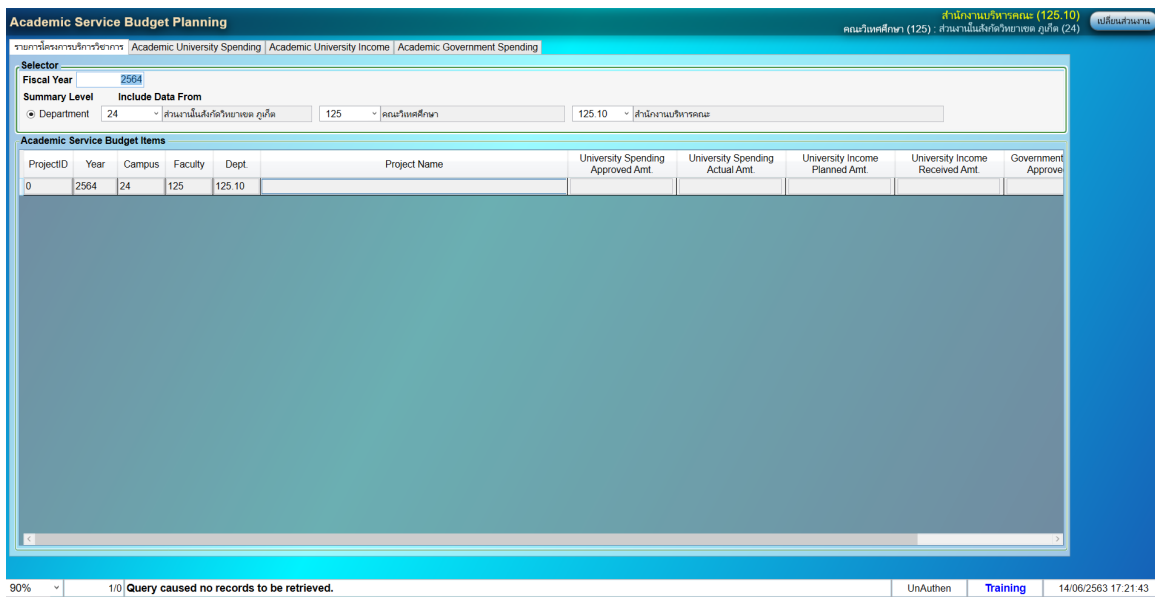 Academic Service Budget Planning
สำนักงานบริหารคณะ (125.10)
คณะวิเทศศึกษา (125) : ส่วนงานในสังกัดวิทยาเขต ภูเก็ต (24)
เปลี่ยนส่วนงาน
รายการโครงการบริการวิชาการ Academic University Spending Academic University Income Academic Government Spending
Selector
Fiscal Year 2564
Summary Level Include Data From
Department 24 ส่วนงานในสังกัดวิทยาเขต ภูเก็ต 125 คณะวิเทศศึกษา 125.10 สำนักงานบริหารคณะ
Academic Service Budget Items
ProjectID Year Campus Faculty Dept. Project Name University Spending Approved Amt. University Spending Actual Amt. University Income Planned Amt. University Income Received Amt. Government Approve
0 2564 24 125 125.10
90% 1/0 Query caused no records to be retrieved. UnAuthen Training 14/06/2563 17:21:43